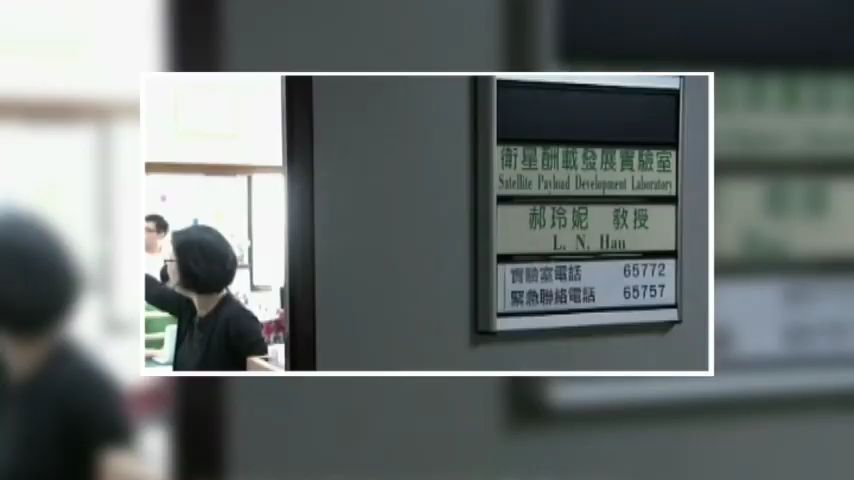 衛星酬載發展實驗室
Satellite Payload Development Laboratory
郝玲妮 教授
L. N. Hau
實驗室電話 65772
緊急聯絡電話 65757